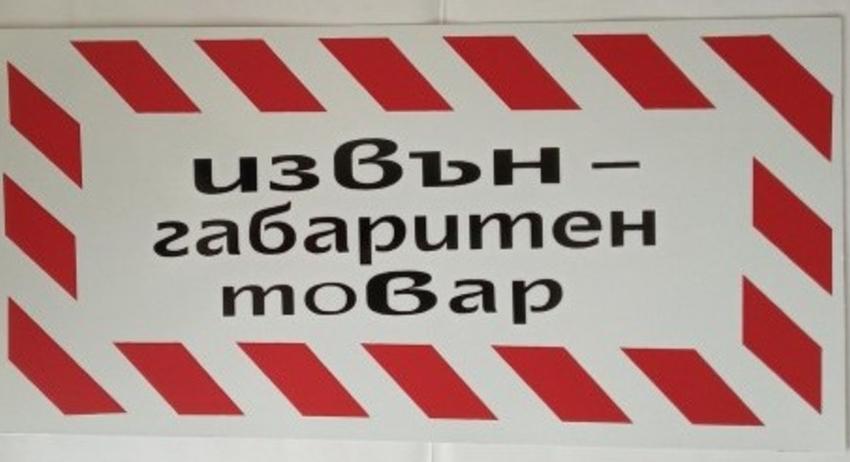 извън –
габаритен
товар